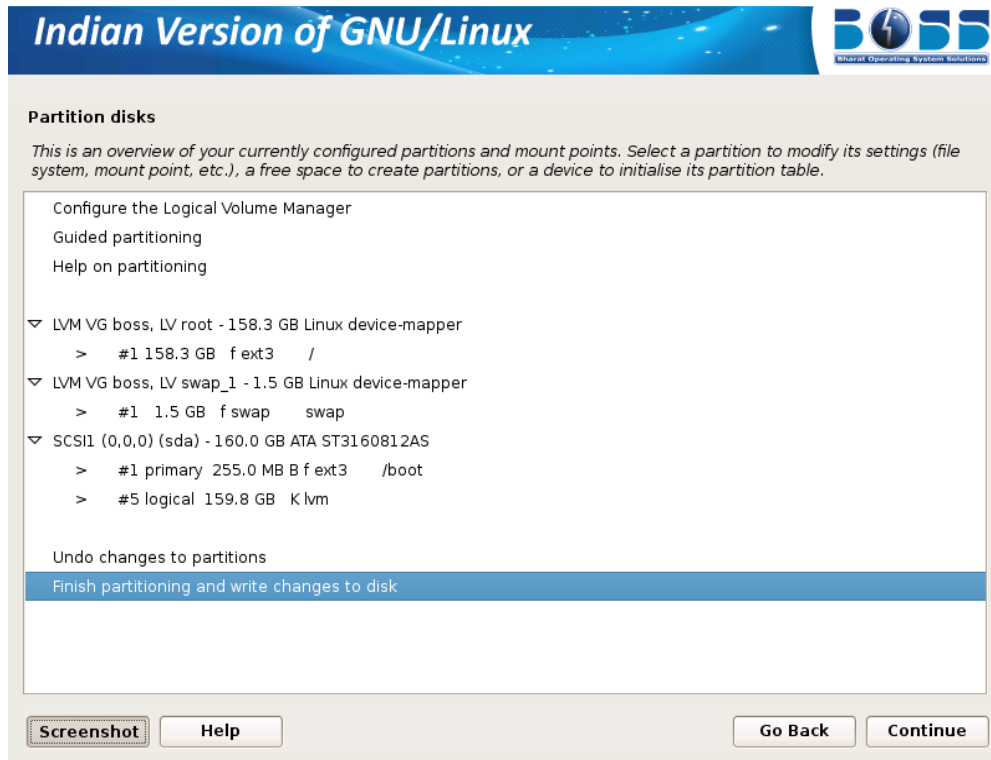 Indian Version of GNU/Linux
BOSS
Bharat Operating System Solutions
Partition disks
This is an overview of your currently configured partitions and mount points. Select a partition to modify its settings (file
system, mount point, etc.), a free space to create partitions, or a device to initialise its partition table.
Configure the Logical Volume Manager
Guided partitioning
Help on partitioning
LVM VG boss, LV root - 158.3 GB Linux device-mapper
> #1 158.3 GB f ext3 /
LVM VG boss, LV swap_1 - 1.5 GB Linux device-mapper
> #1 1.5 GB f swap swap
SCSI1 (0,0,0) (sda) - 160.0 GB ATA ST3160812AS
> #1 primary 255.0 MB B f ext3 /boot
> #5 logical 159.8 GB K lvm
Undo changes to partitions
Finish partitioning and write changes to disk
Screenshot Help Go Back Continue